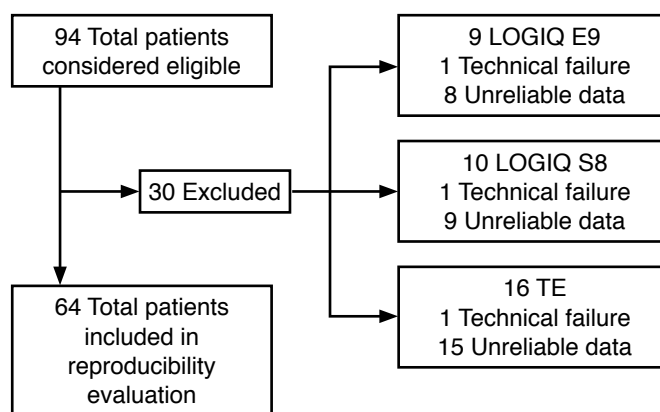 94 Total patients
considered eligible
30 Excluded
64 Total patients
included in
reproducibility
evaluation
9 LOGIQ E9
1 Technical failure
8 Unreliable data
10 LOGIQ S8
1 Technical failure
9 Unreliable data
16 TE
1 Technical failure
15 Unreliable data